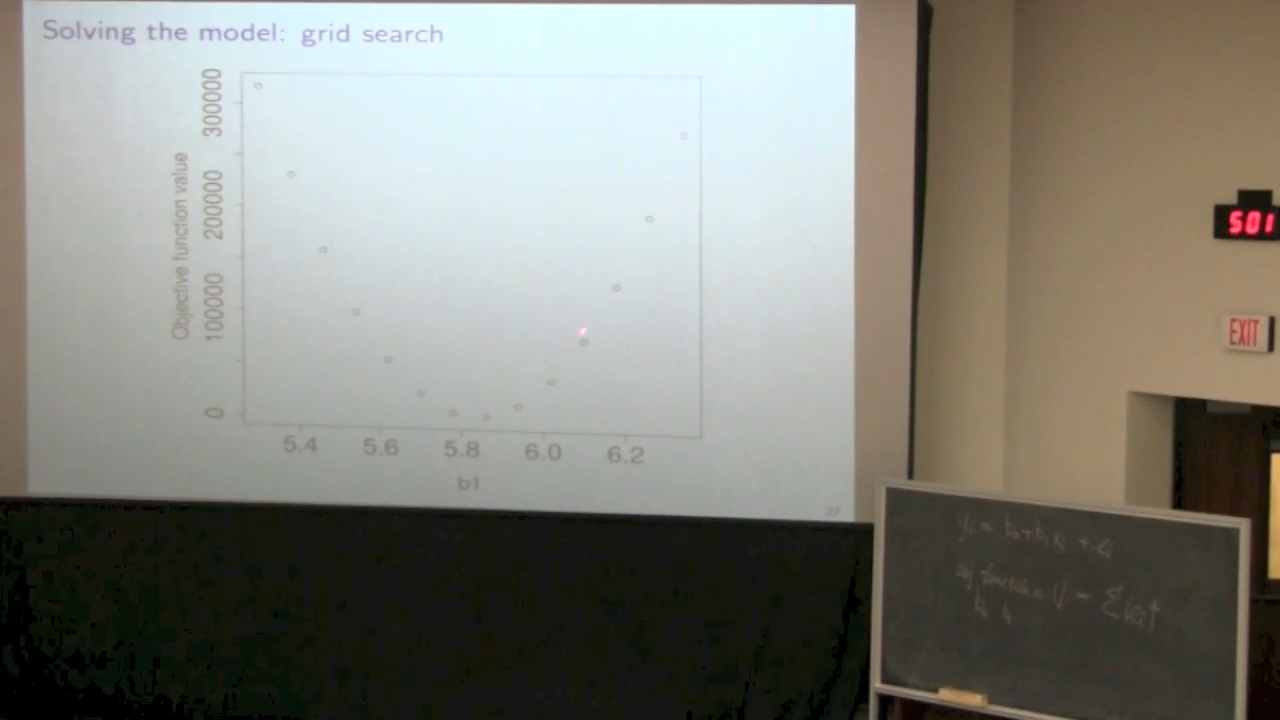 Solving the model: grid search
Objective function value
300000
200000
100000
0
5.4 5.6 5.8 6.0 6.2
b1
37
501
EXIT